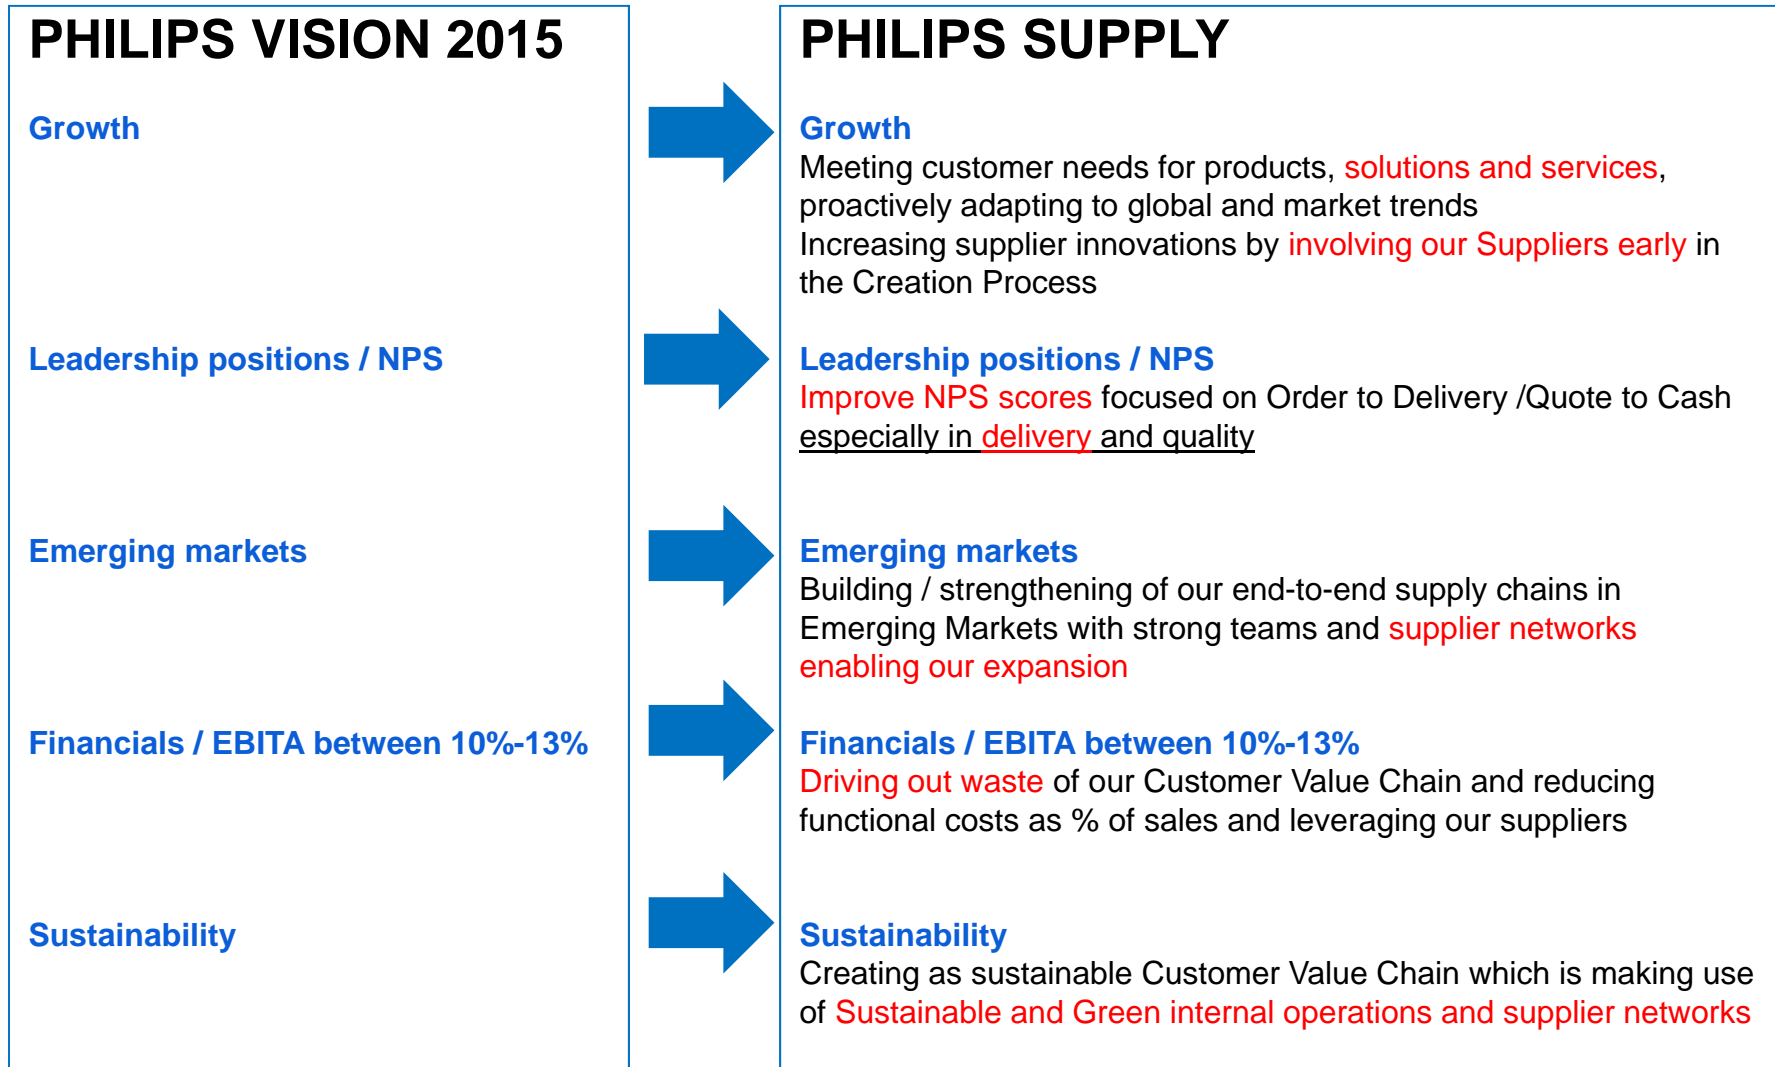 PHILIPS VISION 2015
Growth
Leadership positions / NPS
Emerging markets
Financials / EBITA between 10%-13%
Sustainability
PHILIPS SUPPLY
Growth
Meeting customer needs for products, solutions and services,
proactively adapting to global and market trends
Increasing supplier innovations by involving our Suppliers early in
the Creation Process
Leadership positions / NPS
Improve NPS scores focused on Order to Delivery /Quote to Cash
especially in delivery and quality
Emerging markets
Building / strengthening of our end-to-end supply chains in
Emerging Markets with strong teams and supplier networks
enabling our expansion
Financials / EBITA between 10%-13%
Driving out waste of our Customer Value Chain and reducing
functional costs as % of sales and leveraging our suppliers
Sustainability
Creating as sustainable Customer Value Chain which is making use
of Sustainable and Green internal operations and supplier networks